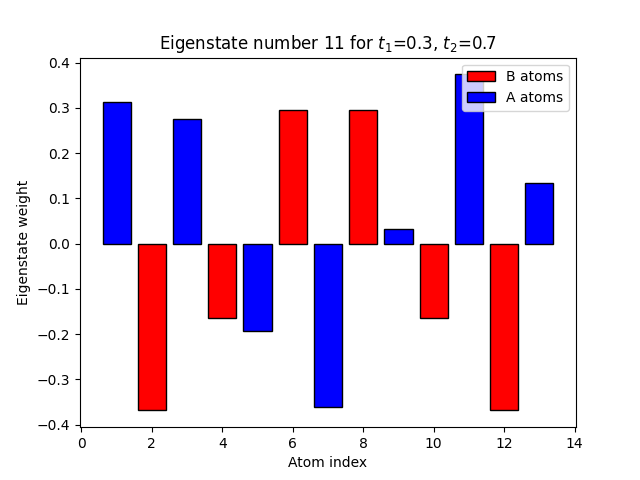 Eigenstate number 11 for t₁=0.3, t₂=0.7
B atoms
A atoms
0.4
0.3
0.2
0.1
0.0
−0.1
−0.2
−0.3
−0.4
Eigenstate weight
0 2 4 6 8 10 12 14
Atom index